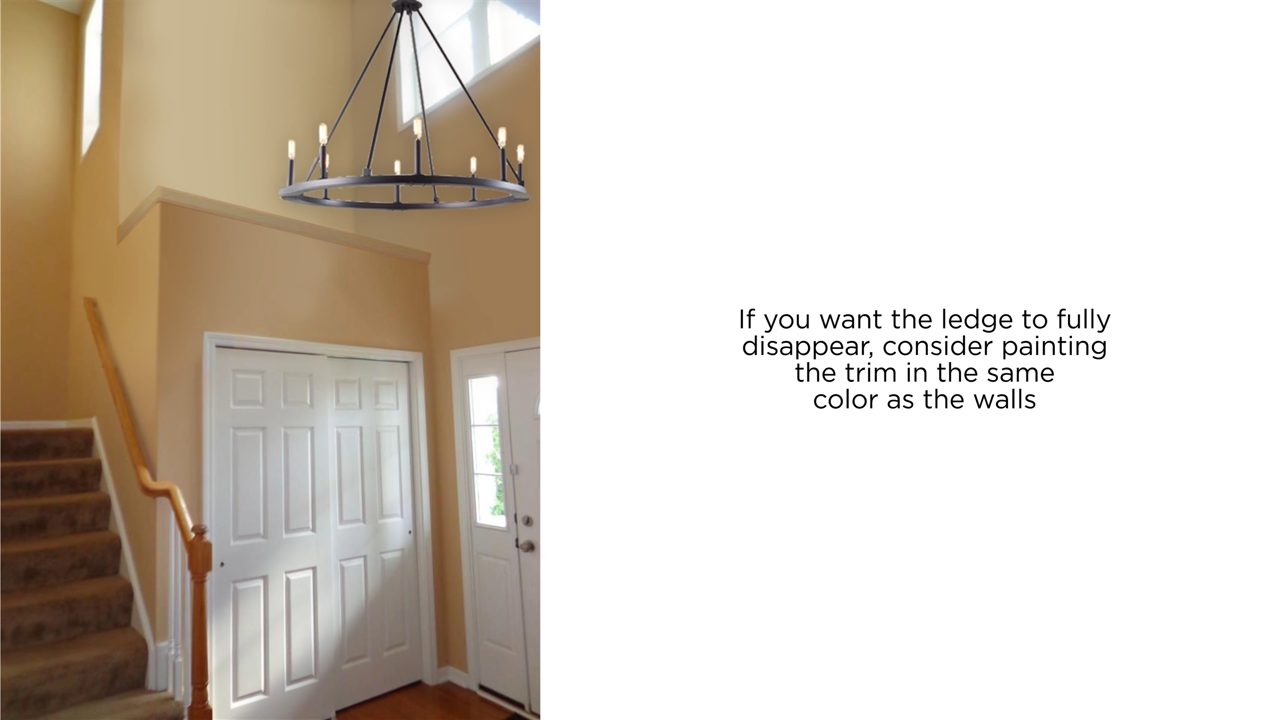 If you want the ledge to fully
disappear, consider painting
the trim in the same
color as the walls